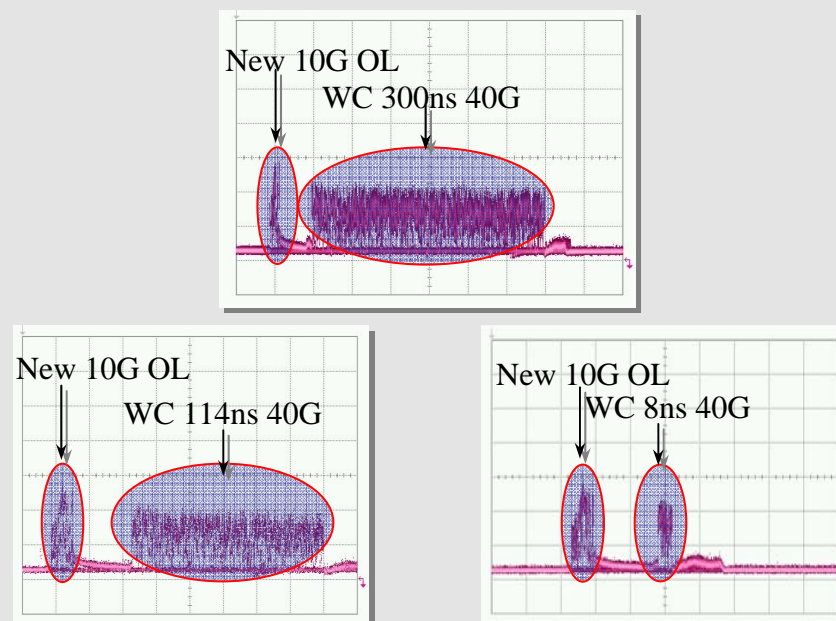 New 10G OL
WC 300ns 40G
New 10G OL
WC 114ns 40G
New 10G OL
WC 8ns 40G